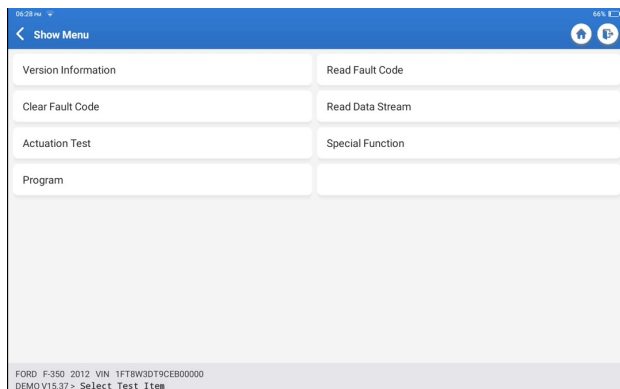 06:28 PM
66%
Show Menu
Version Information
Read Fault Code
Clear Fault Code
Read Data Stream
Actuation Test
Special Function
Program
FORD F-350 2012 VIN 1FT8W3DT9CEB00000
DEMO V15.37 > Select Test Item